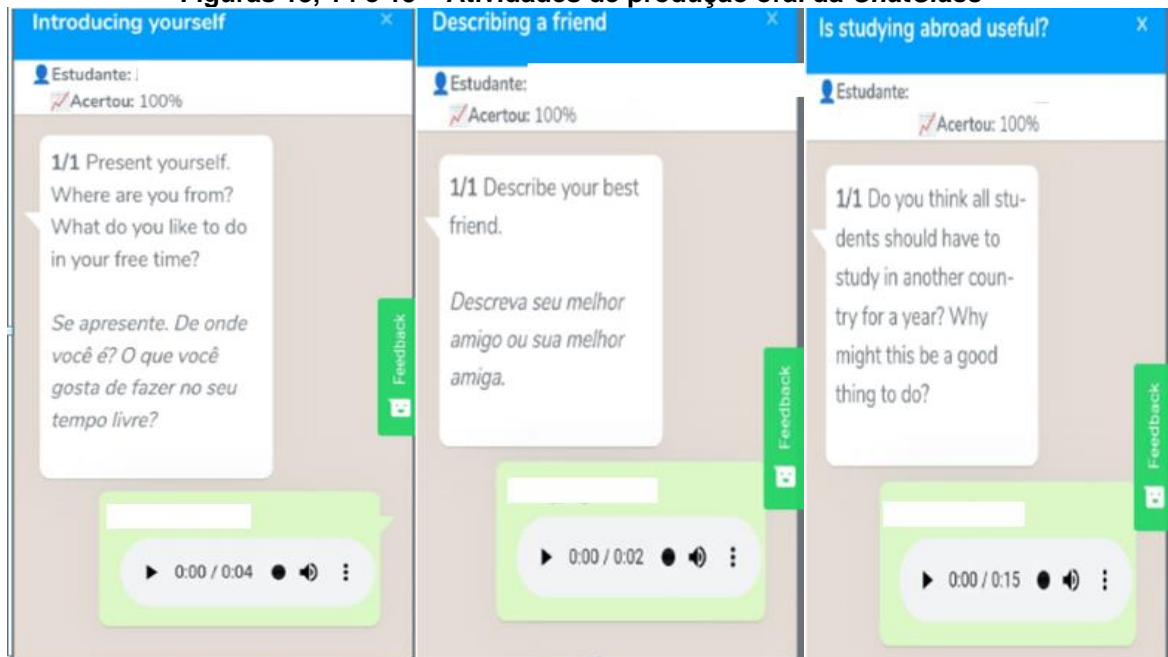 Figuras 13, 14 e 15 – Atividades de produção oral da ChatClass
Introducing yourself ×
Estudante:
Acertou: 100%
1/1 Present yourself.
Where are you from?
What do you like to do
in your free time?
Se apresente. De onde
você é? O que você
gosta de fazer no seu
tempo livre?
Feedback
0:00 / 0:04
Describing a friend ×
Estudante:
Acertou: 100%
1/1 Describe your best
friend.
Descreva seu melhor
amigo ou sua melhor
amiga.
Feedback
0:00 / 0:02
Is studying abroad useful? ×
Estudante:
Acertou: 100%
1/1 Do you think all stu-
dents should have to
study in another coun-
try for a year? Why
might this be a good
thing to do?
Feedback
0:00 / 0:15